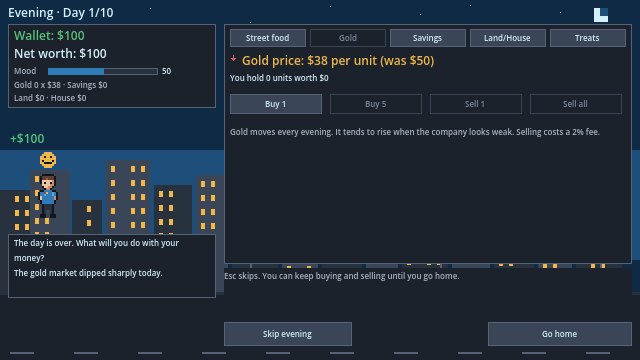 Evening · Day 1/10
Wallet: $100
Net worth: $100
Mood 50
Gold 0 x $38 · Savings $0
Land $0 · House $0
+$100
The day is over. What will you do with your
money?
The gold market dipped sharply today.
Street food Gold Savings Land/House Treats
Gold price: $38 per unit (was $50)
You hold 0 units worth $0
Buy 1 Buy 5 Sell 1 Sell all
Gold moves every evening. It tends to rise when the company looks weak. Selling costs a 2% fee.
Esc skips. You can keep buying and selling until you go home.
Skip evening Go home